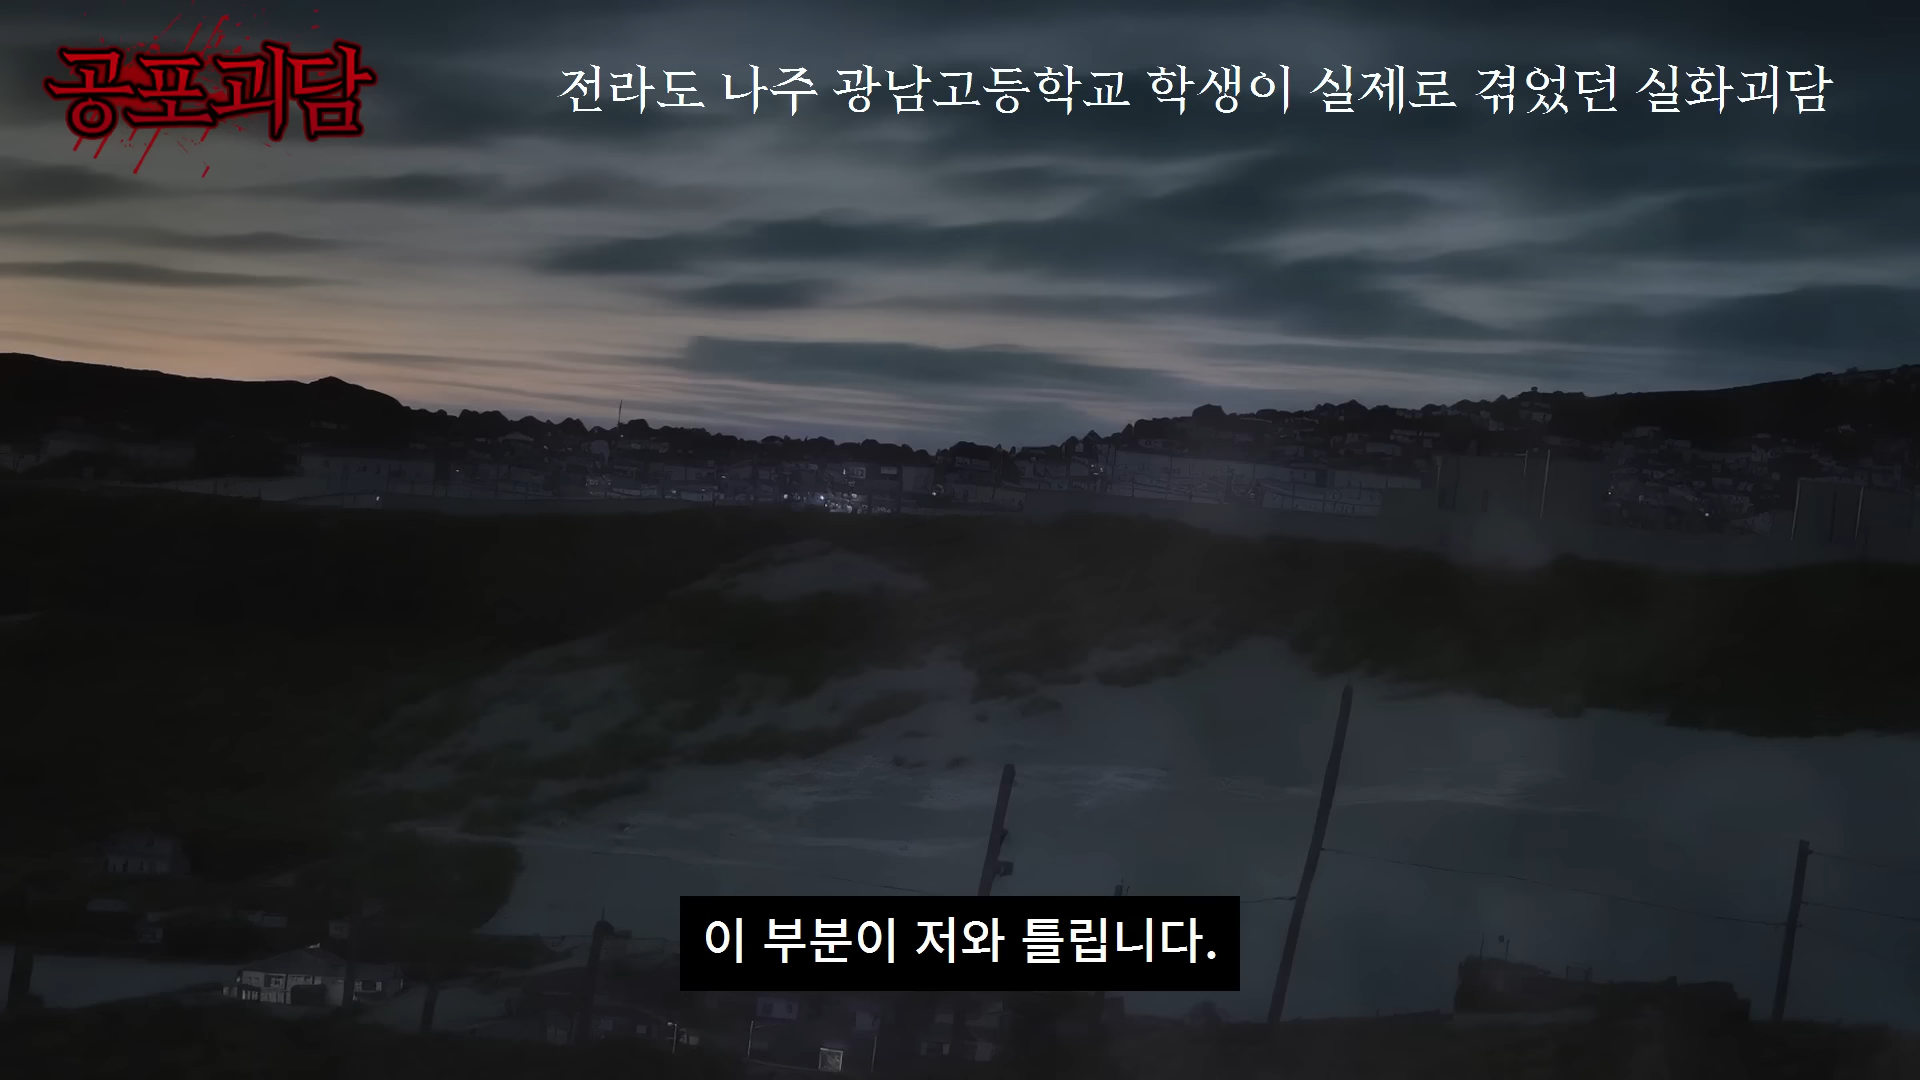 공포괴담
전라도 나주 광남고등학교 학생이 실제로 겪었던 실화괴담
이 부분이 저와 틀립니다.